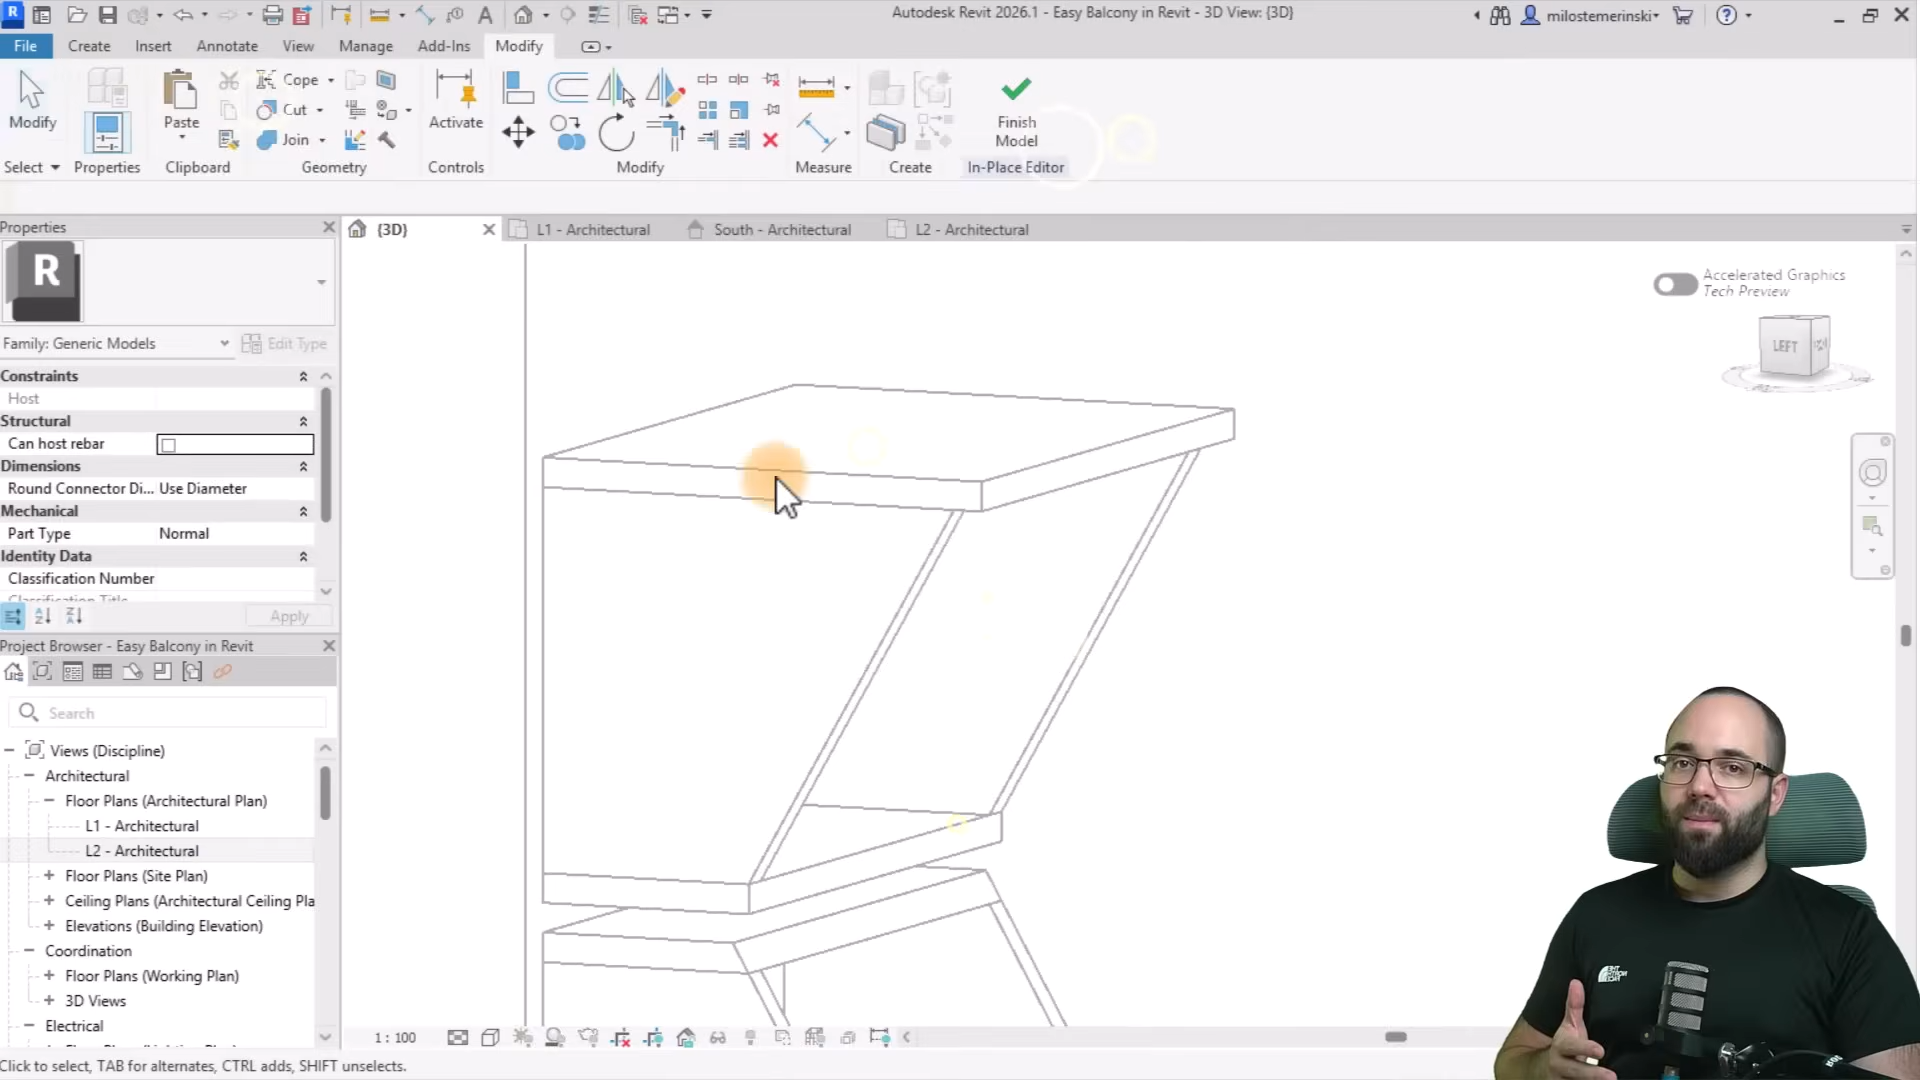 Autodesk Revit 2026.1 - Easy Balcony in Revit - 3D View: {3D}
milostemerinski
File
Create
Insert
Annotate
View
Manage
Add-Ins
Modify
Modify
Paste
Cope
Cut
Join
Activate
Finish
Model
Select
Properties
Clipboard
Geometry
Controls
Modify
Measure
Create
In-Place Editor
Properties
{3D}
L1 - Architectural
South - Architectural
L2 - Architectural
R
Family: Generic Models
Edit Type
Constraints
Host
Structural
Can host rebar
Dimensions
Round Connector Di... Use Diameter
Mechanical
Part Type Normal
Identity Data
Classification Number
Classification Title
Apply
Accelerated Graphics
Tech Preview
LEFT
Project Browser - Easy Balcony in Revit
Search
Views (Discipline)
Architectural
Floor Plans (Architectural Plan)
L1 - Architectural
L2 - Architectural
Floor Plans (Site Plan)
Ceiling Plans (Architectural Ceiling Pla
Elevations (Building Elevation)
Coordination
Floor Plans (Working Plan)
3D Views
Electrical
1 : 100
Click to select, TAB for alternates, CTRL adds, SHIFT unselects.
THE
NORTH
FACE